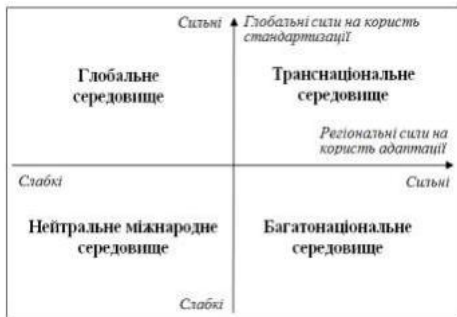 Сильні
Глобальні сили на користь
стандартизації
Глобальне
середовище
Транснаціональне
середовище
Регіональні сили на
користь адаптації
Слабкі
Сильні
Нейтральне міжнародне
середовище
Багатонаціональне
середовище
Слабкі